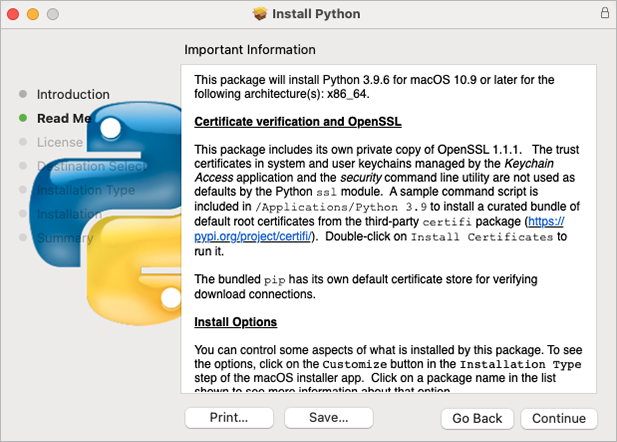 Install Python
Important Information
Introduction
Read Me
License
Destination Select
Installation Type
Installation
Summary
This package will install Python 3.9.6 for macOS 10.9 or later for the
following architecture(s): x86_64.
Certificate verification and OpenSSL
This package includes its own private copy of OpenSSL 1.1.1. The trust
certificates in system and user keychains managed by the Keychain
Access application and the security command line utility are not used as
defaults by the Python ssl module. A sample command script is
included in /Applications/Python 3.9 to install a curated bundle of
default root certificates from the third-party certifi package (https://
pypi.org/project/certifi/). Double-click on Install Certificates to
run it.
The bundled pip has its own default certificate store for verifying
download connections.
Install Options
You can control some aspects of what is installed by this package. To see
the options, click on the Customize button in the Installation Type
step of the macOS installer app. Click on a package name in the list
shown to see more information about that option
Print...
Save...
Go Back
Continue